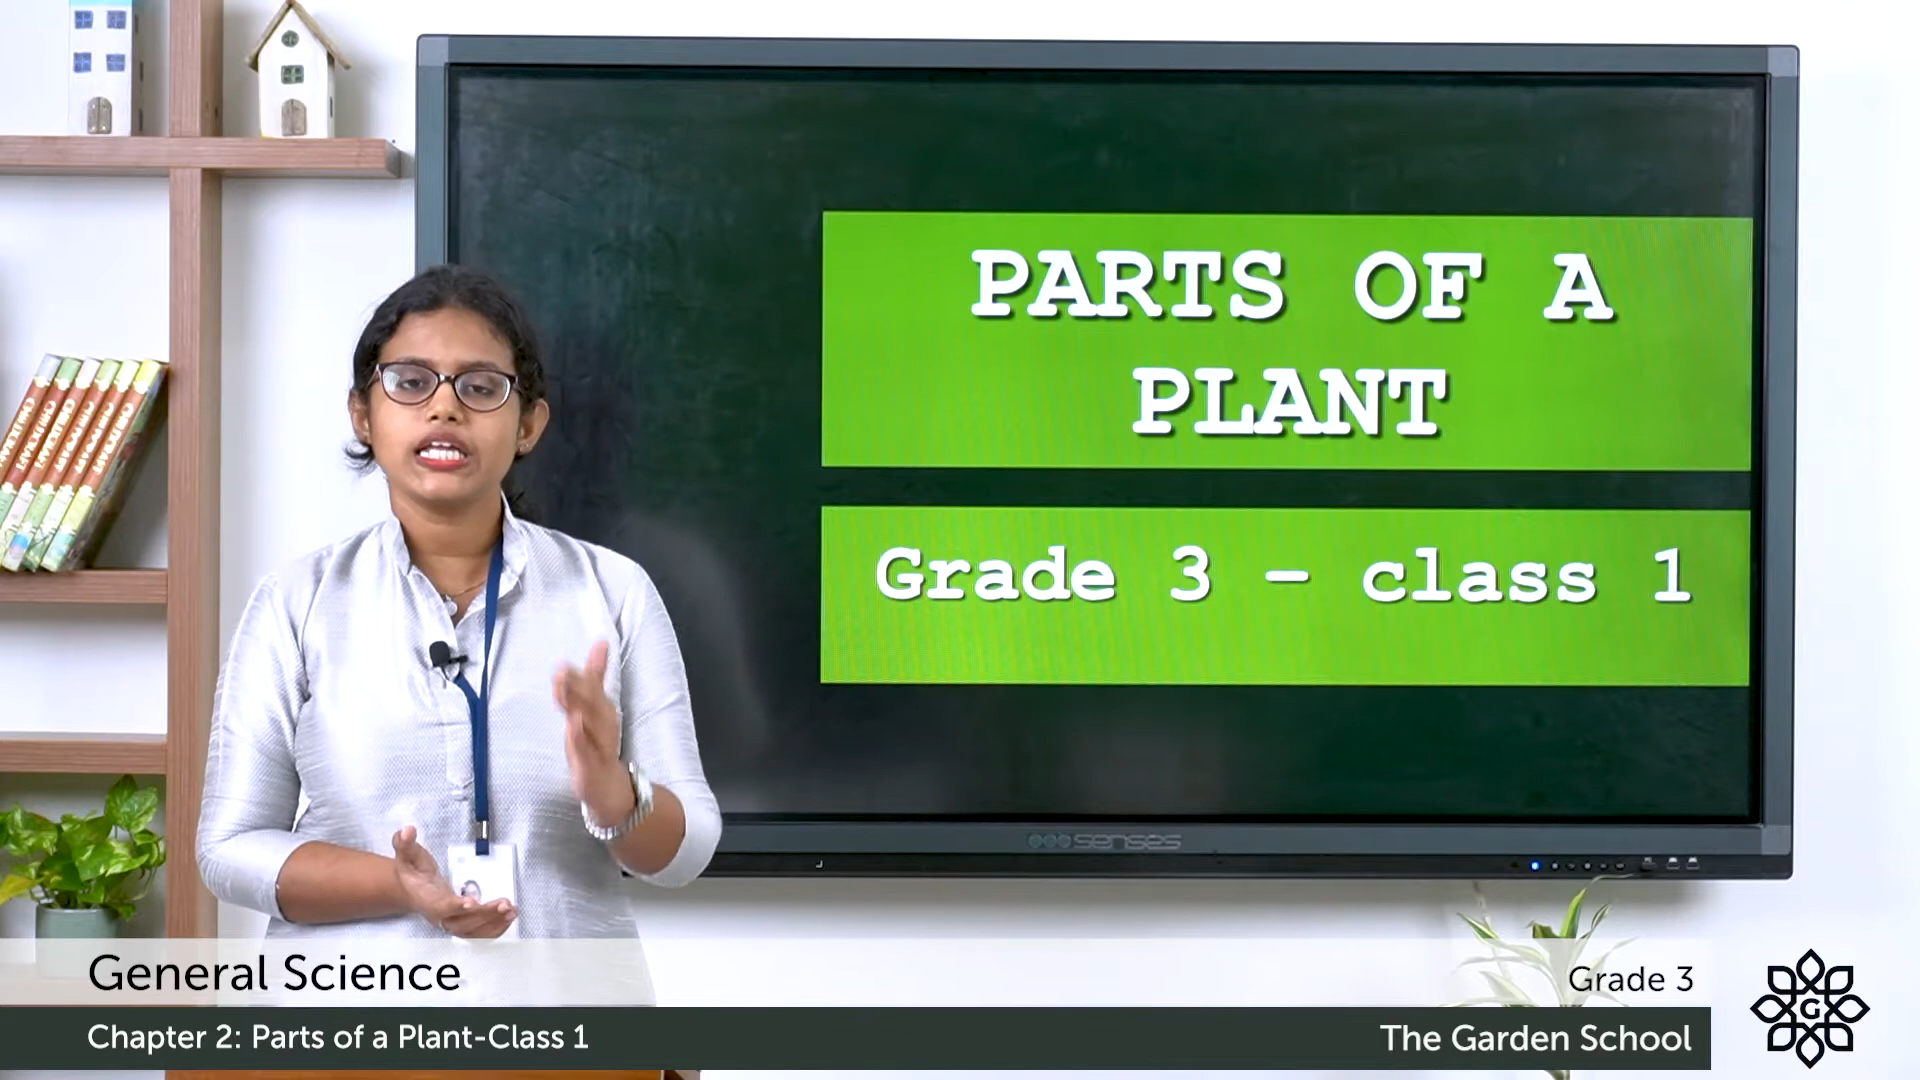 PARTS OF A
PLANT
Grade 3 - class 1
senses
General Science
Grade 3
Chapter 2: Parts of a Plant-Class 1
The Garden School
G